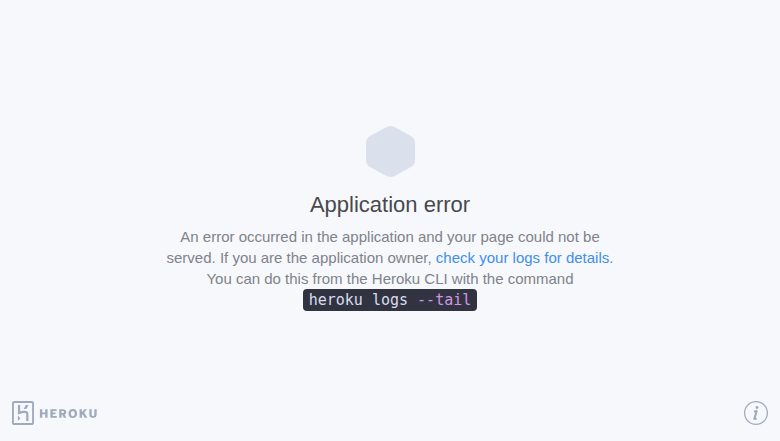 Application error
An error occurred in the application and your page could not be
served. If you are the application owner, check your logs for details.
You can do this from the Heroku CLI with the command
heroku logs --tail
HEROKU
i